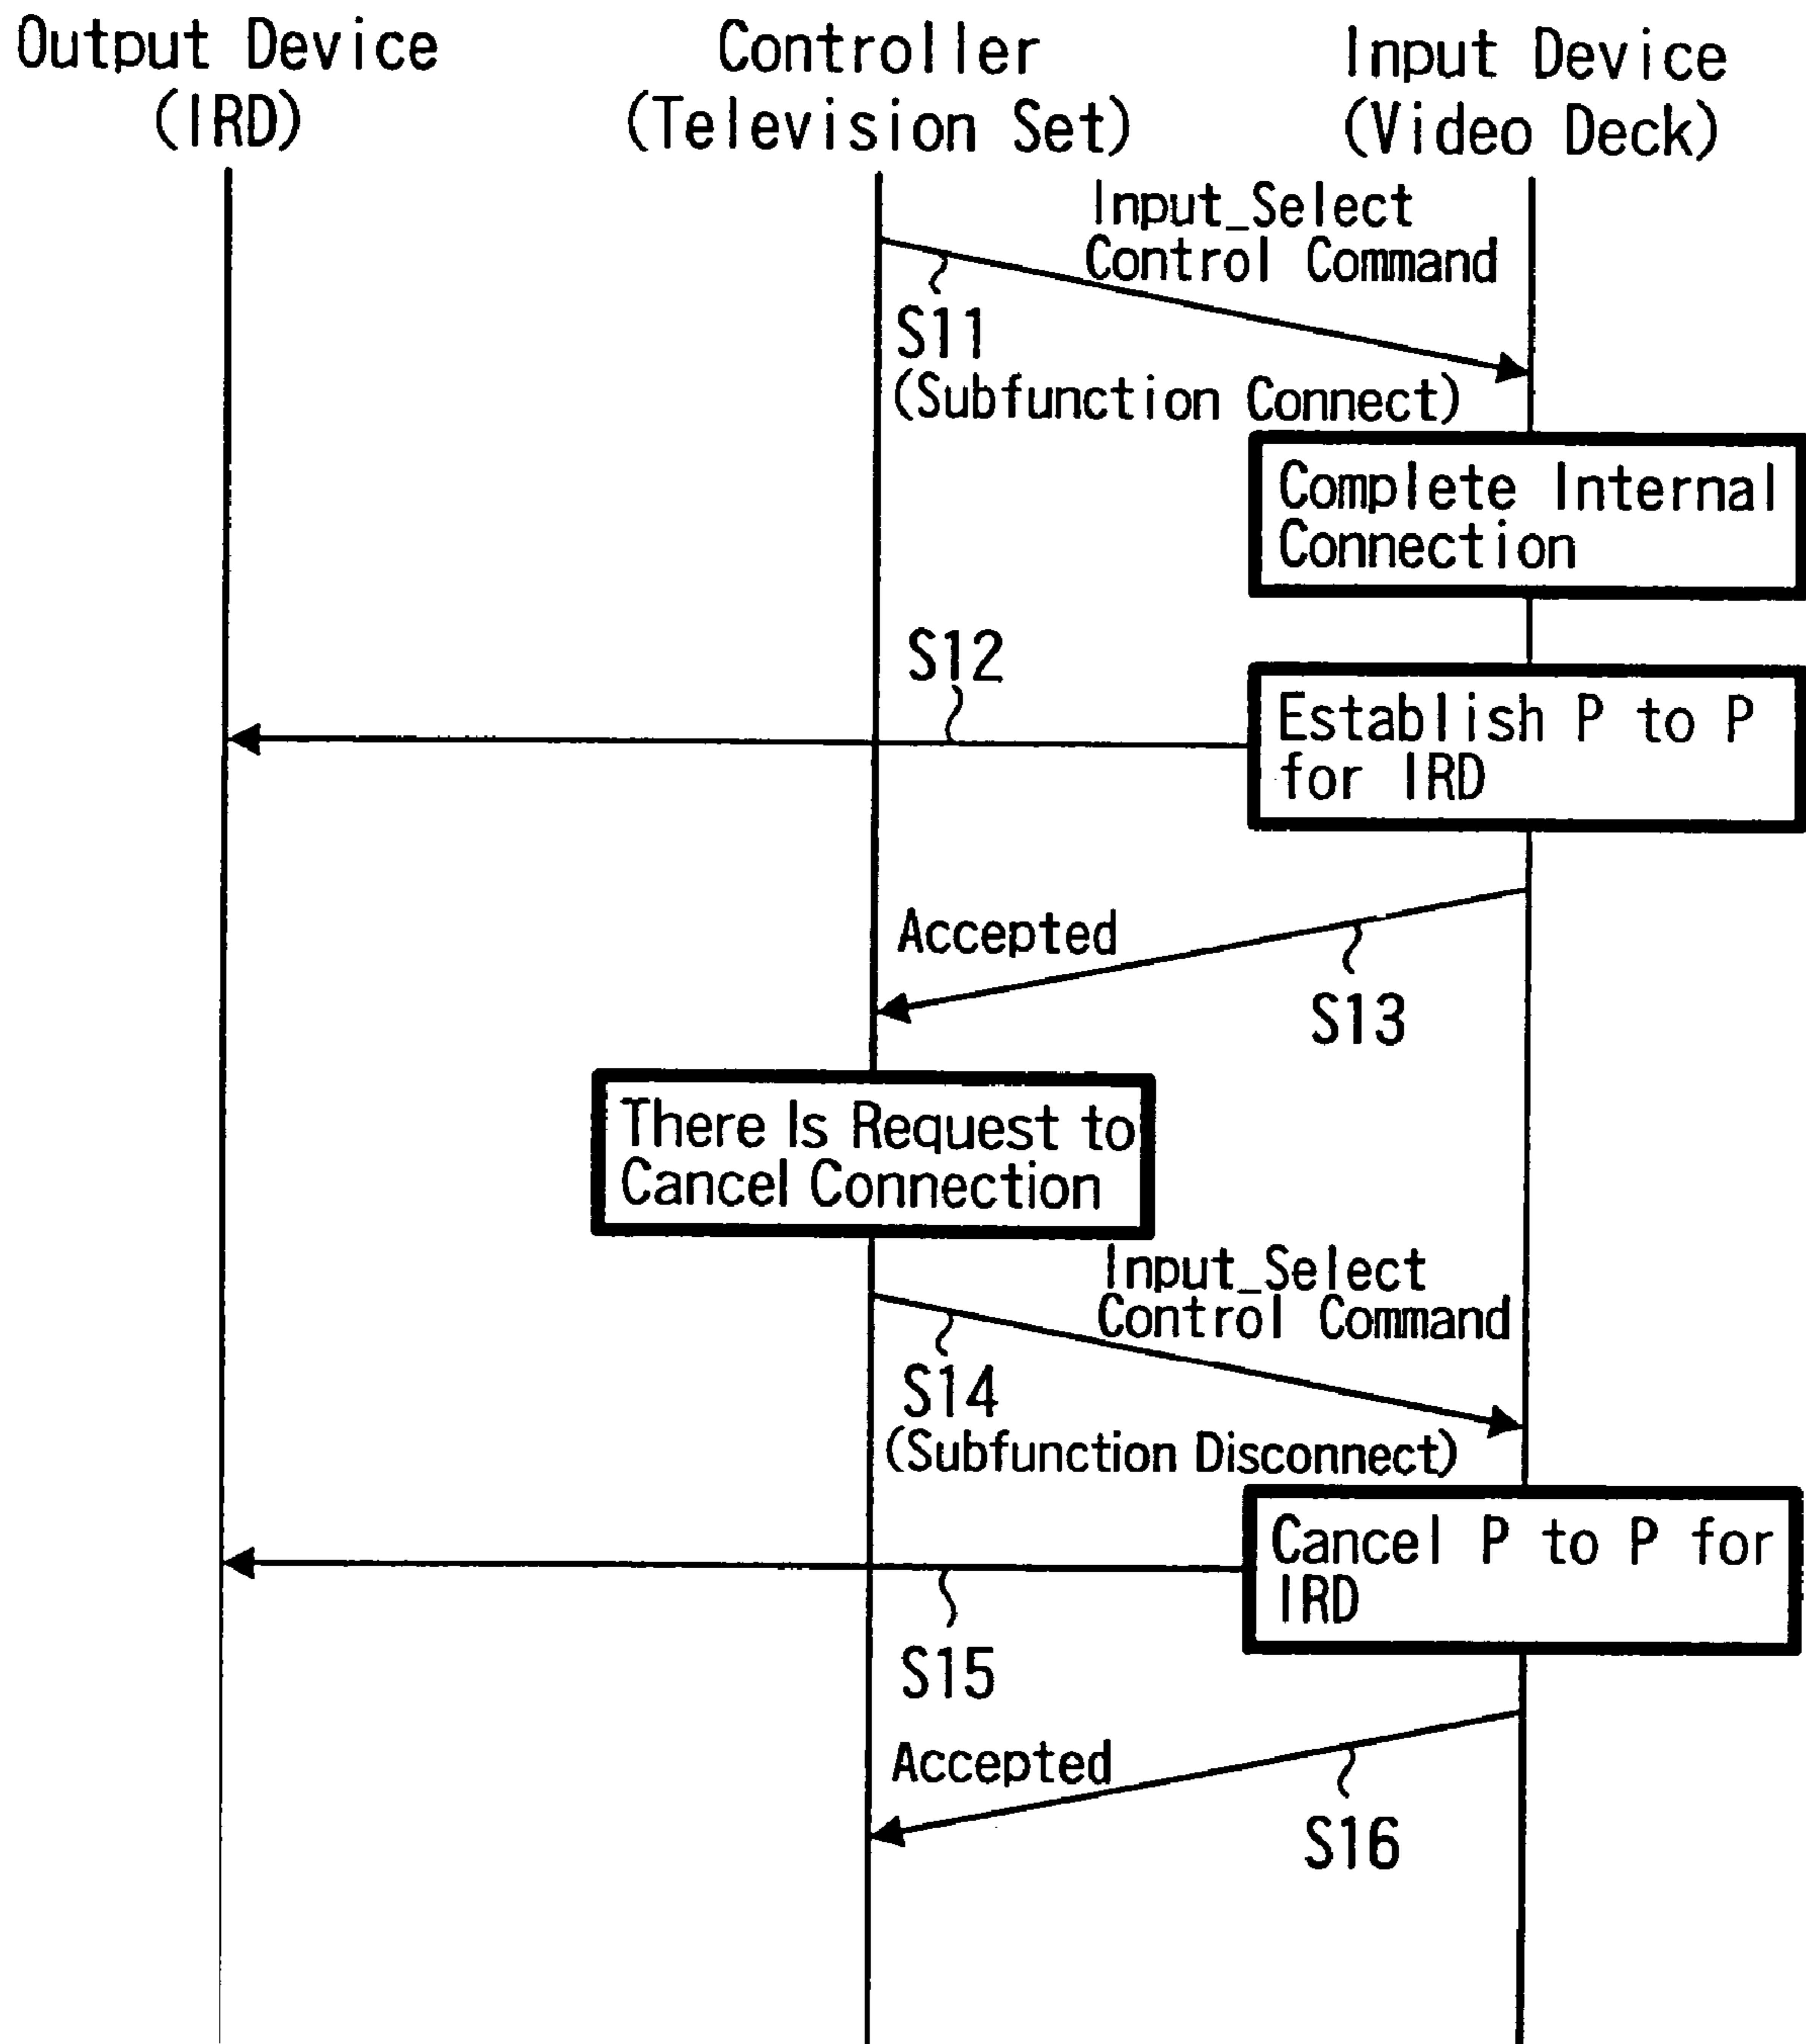 Output Device
(IRD)
Controller
(Television Set)
Input Device
(Video Deck)
Input_Select
Control Command
S11
(Subfunction Connect)
Complete Internal
Connection
S12
Establish P to P
for IRD
Accepted
S13
There Is Request to
Cancel Connection
Input_Select
Control Command
S14
(Subfunction Disconnect)
Cancel P to P for
IRD
S15
Accepted
S16